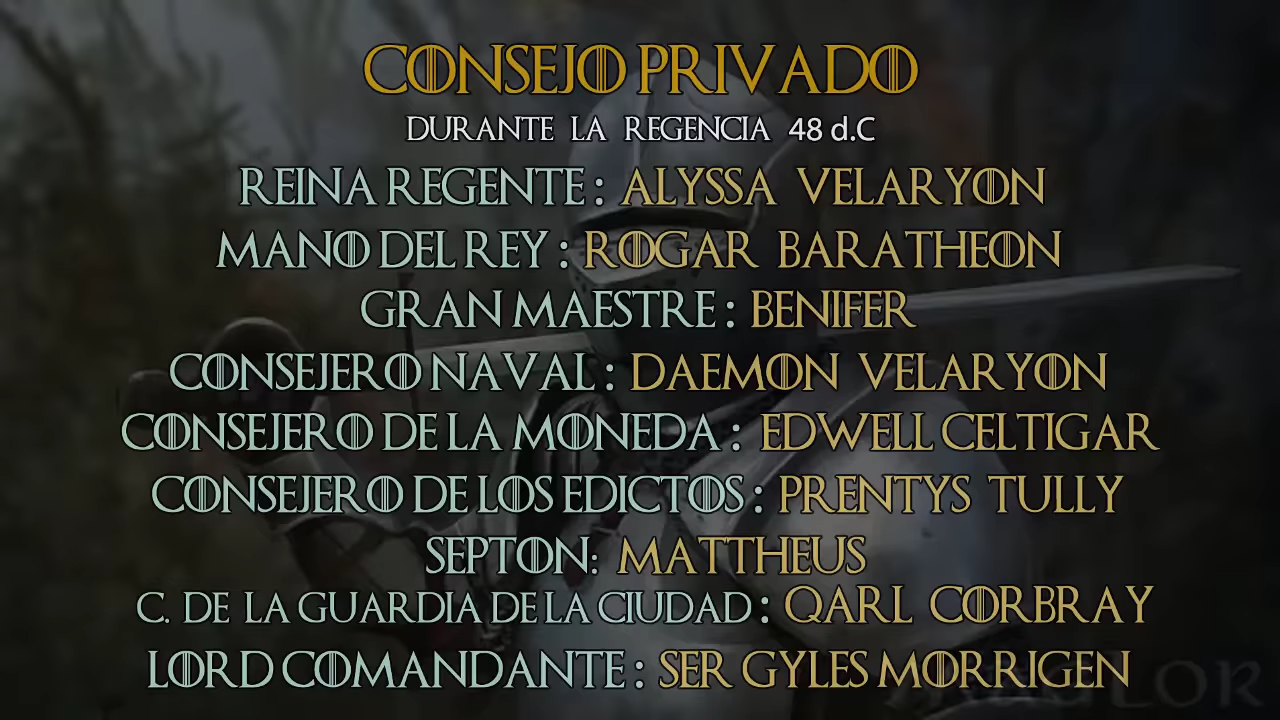 CONSEJO PRIVADO
DURANTE LA REGENCIA 48 d.C
REINA REGENTE : ALYSSA VELARYON
MANO DEL REY : ROGAR BARATHEON
GRAN MAESTRE : BENIFER
CONSEJERO NAVAL : DAEMON VELARYON
CONSEJERO DE LA MONEDA : EDWELL CELTIGAR
CONSEJERO DE LOS EDICTOS : PRENTYS TULLY
SEPTON: MATTHEUS
C. DE LA GUARDIA DE LA CIUDAD : QARL CORBRAY
LORD COMANDANTE : SER GYLES MORRIGEN